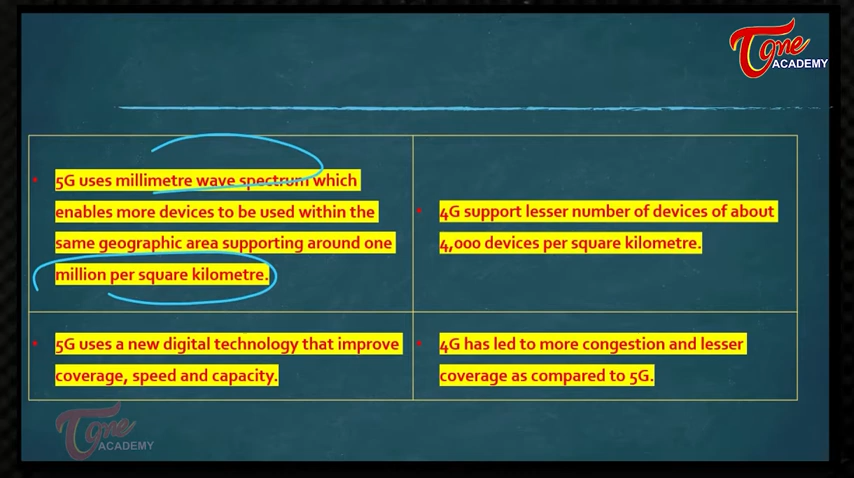 Tone
ACADEMY
5G uses millimetre wave spectrum which
enables more devices to be used within the
same geographic area supporting around one
million per square kilometre.
4G support lesser number of devices of about
4,000 devices per square kilometre.
5G uses a new digital technology that improve
coverage, speed and capacity.
4G has led to more congestion and lesser
coverage as compared to 5G.
Tone
ACADEMY